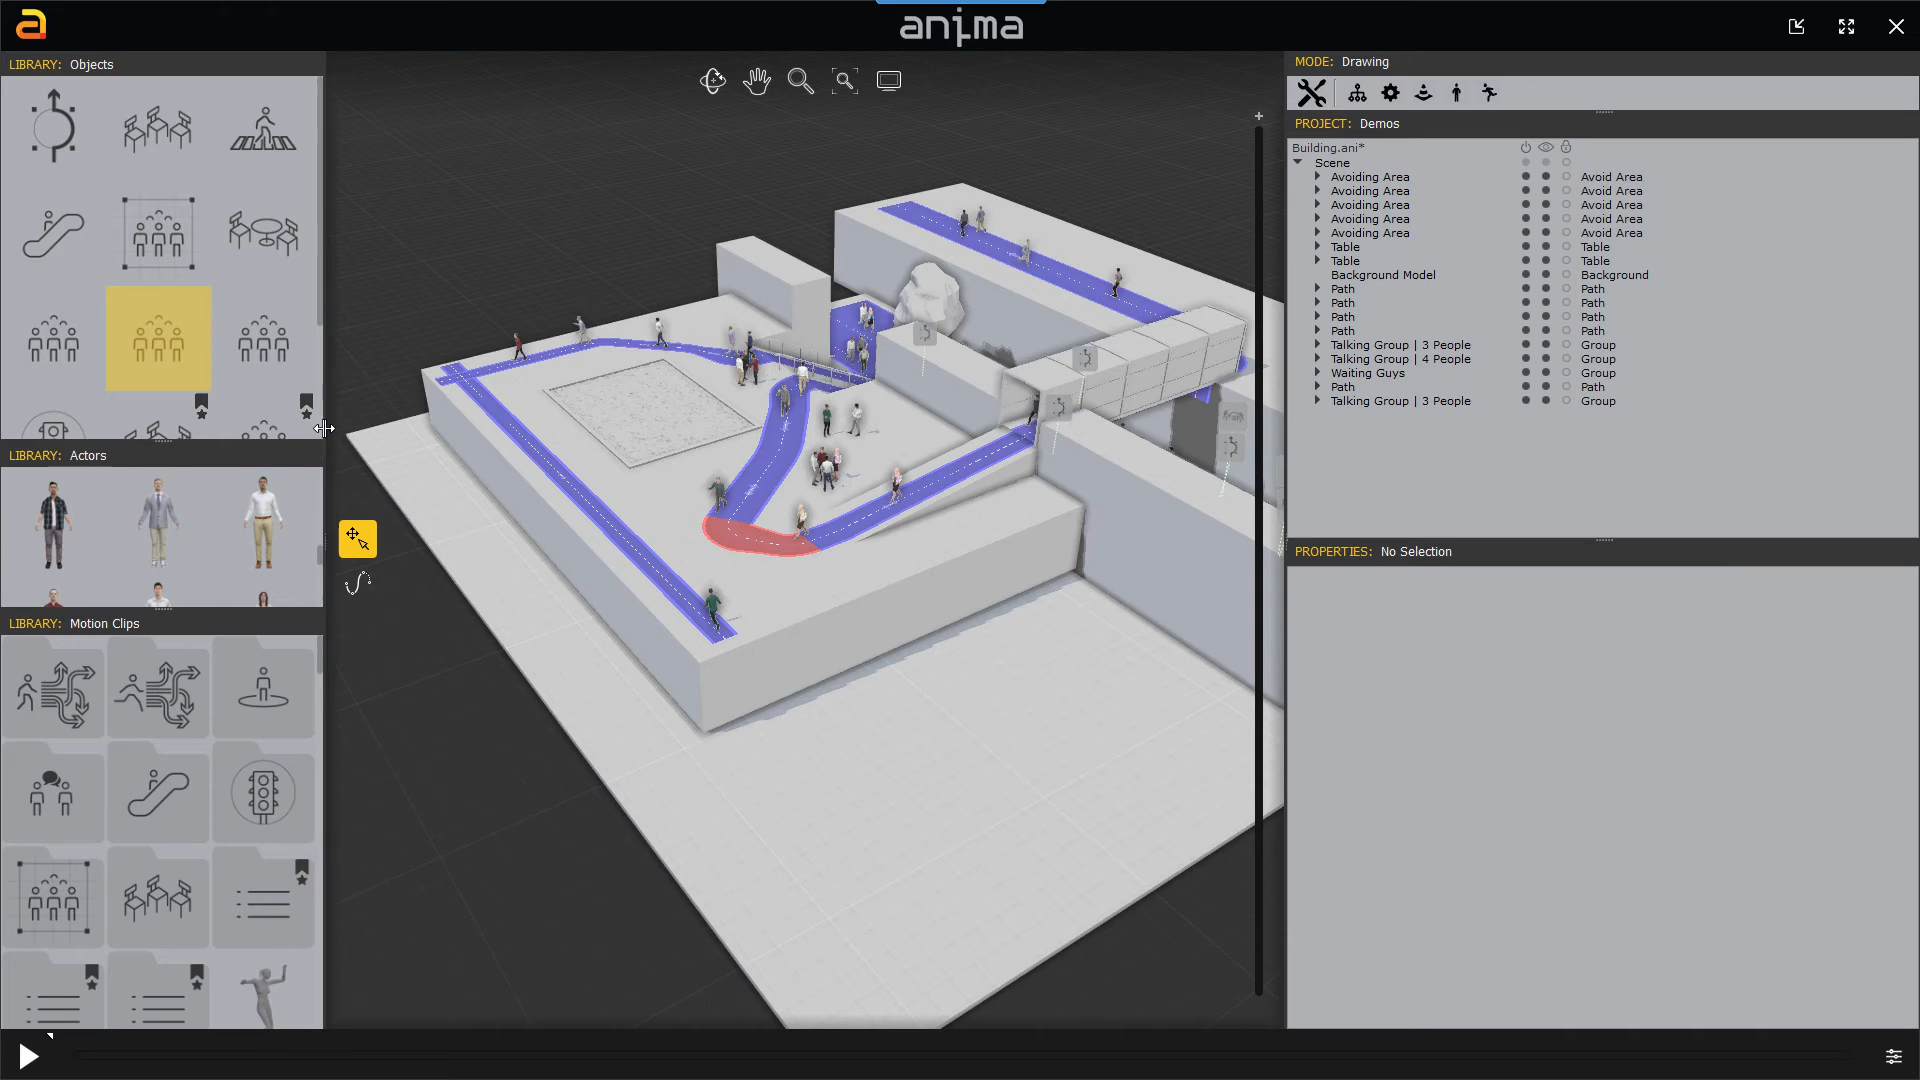 anima
LIBRARY: Objects
LIBRARY: Actors
LIBRARY: Motion Clips
MODE: Drawing
PROJECT: Demos
Building.ani*
Scene
Avoiding Area Avoid Area
Avoiding Area Avoid Area
Avoiding Area Avoid Area
Avoiding Area Avoid Area
Avoiding Area Avoid Area
Table Table
Table Table
Background Model Background
Path Path
Path Path
Path Path
Path Path
Talking Group | 3 People Group
Talking Group | 4 People Group
Waiting Guys Group
Path Path
Talking Group | 3 People Group
PROPERTIES: No Selection